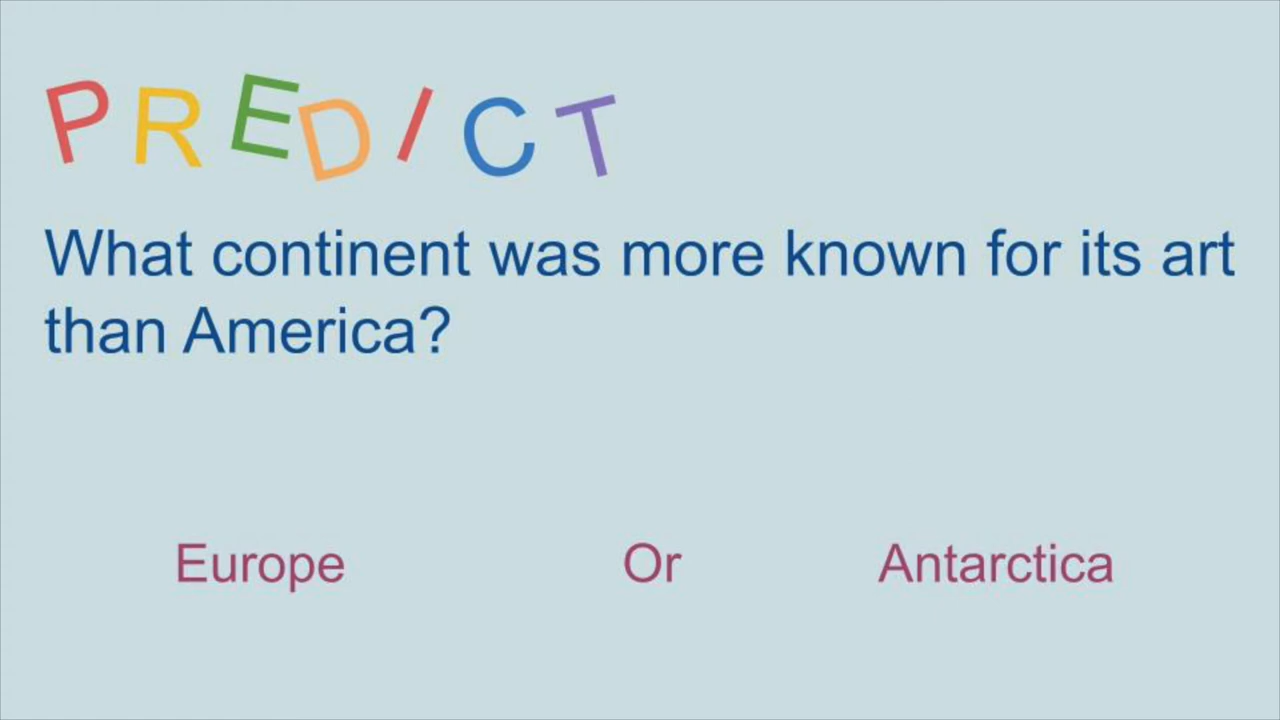 PREDICT
What continent was more known for its art
than America?
Europe Or Antarctica